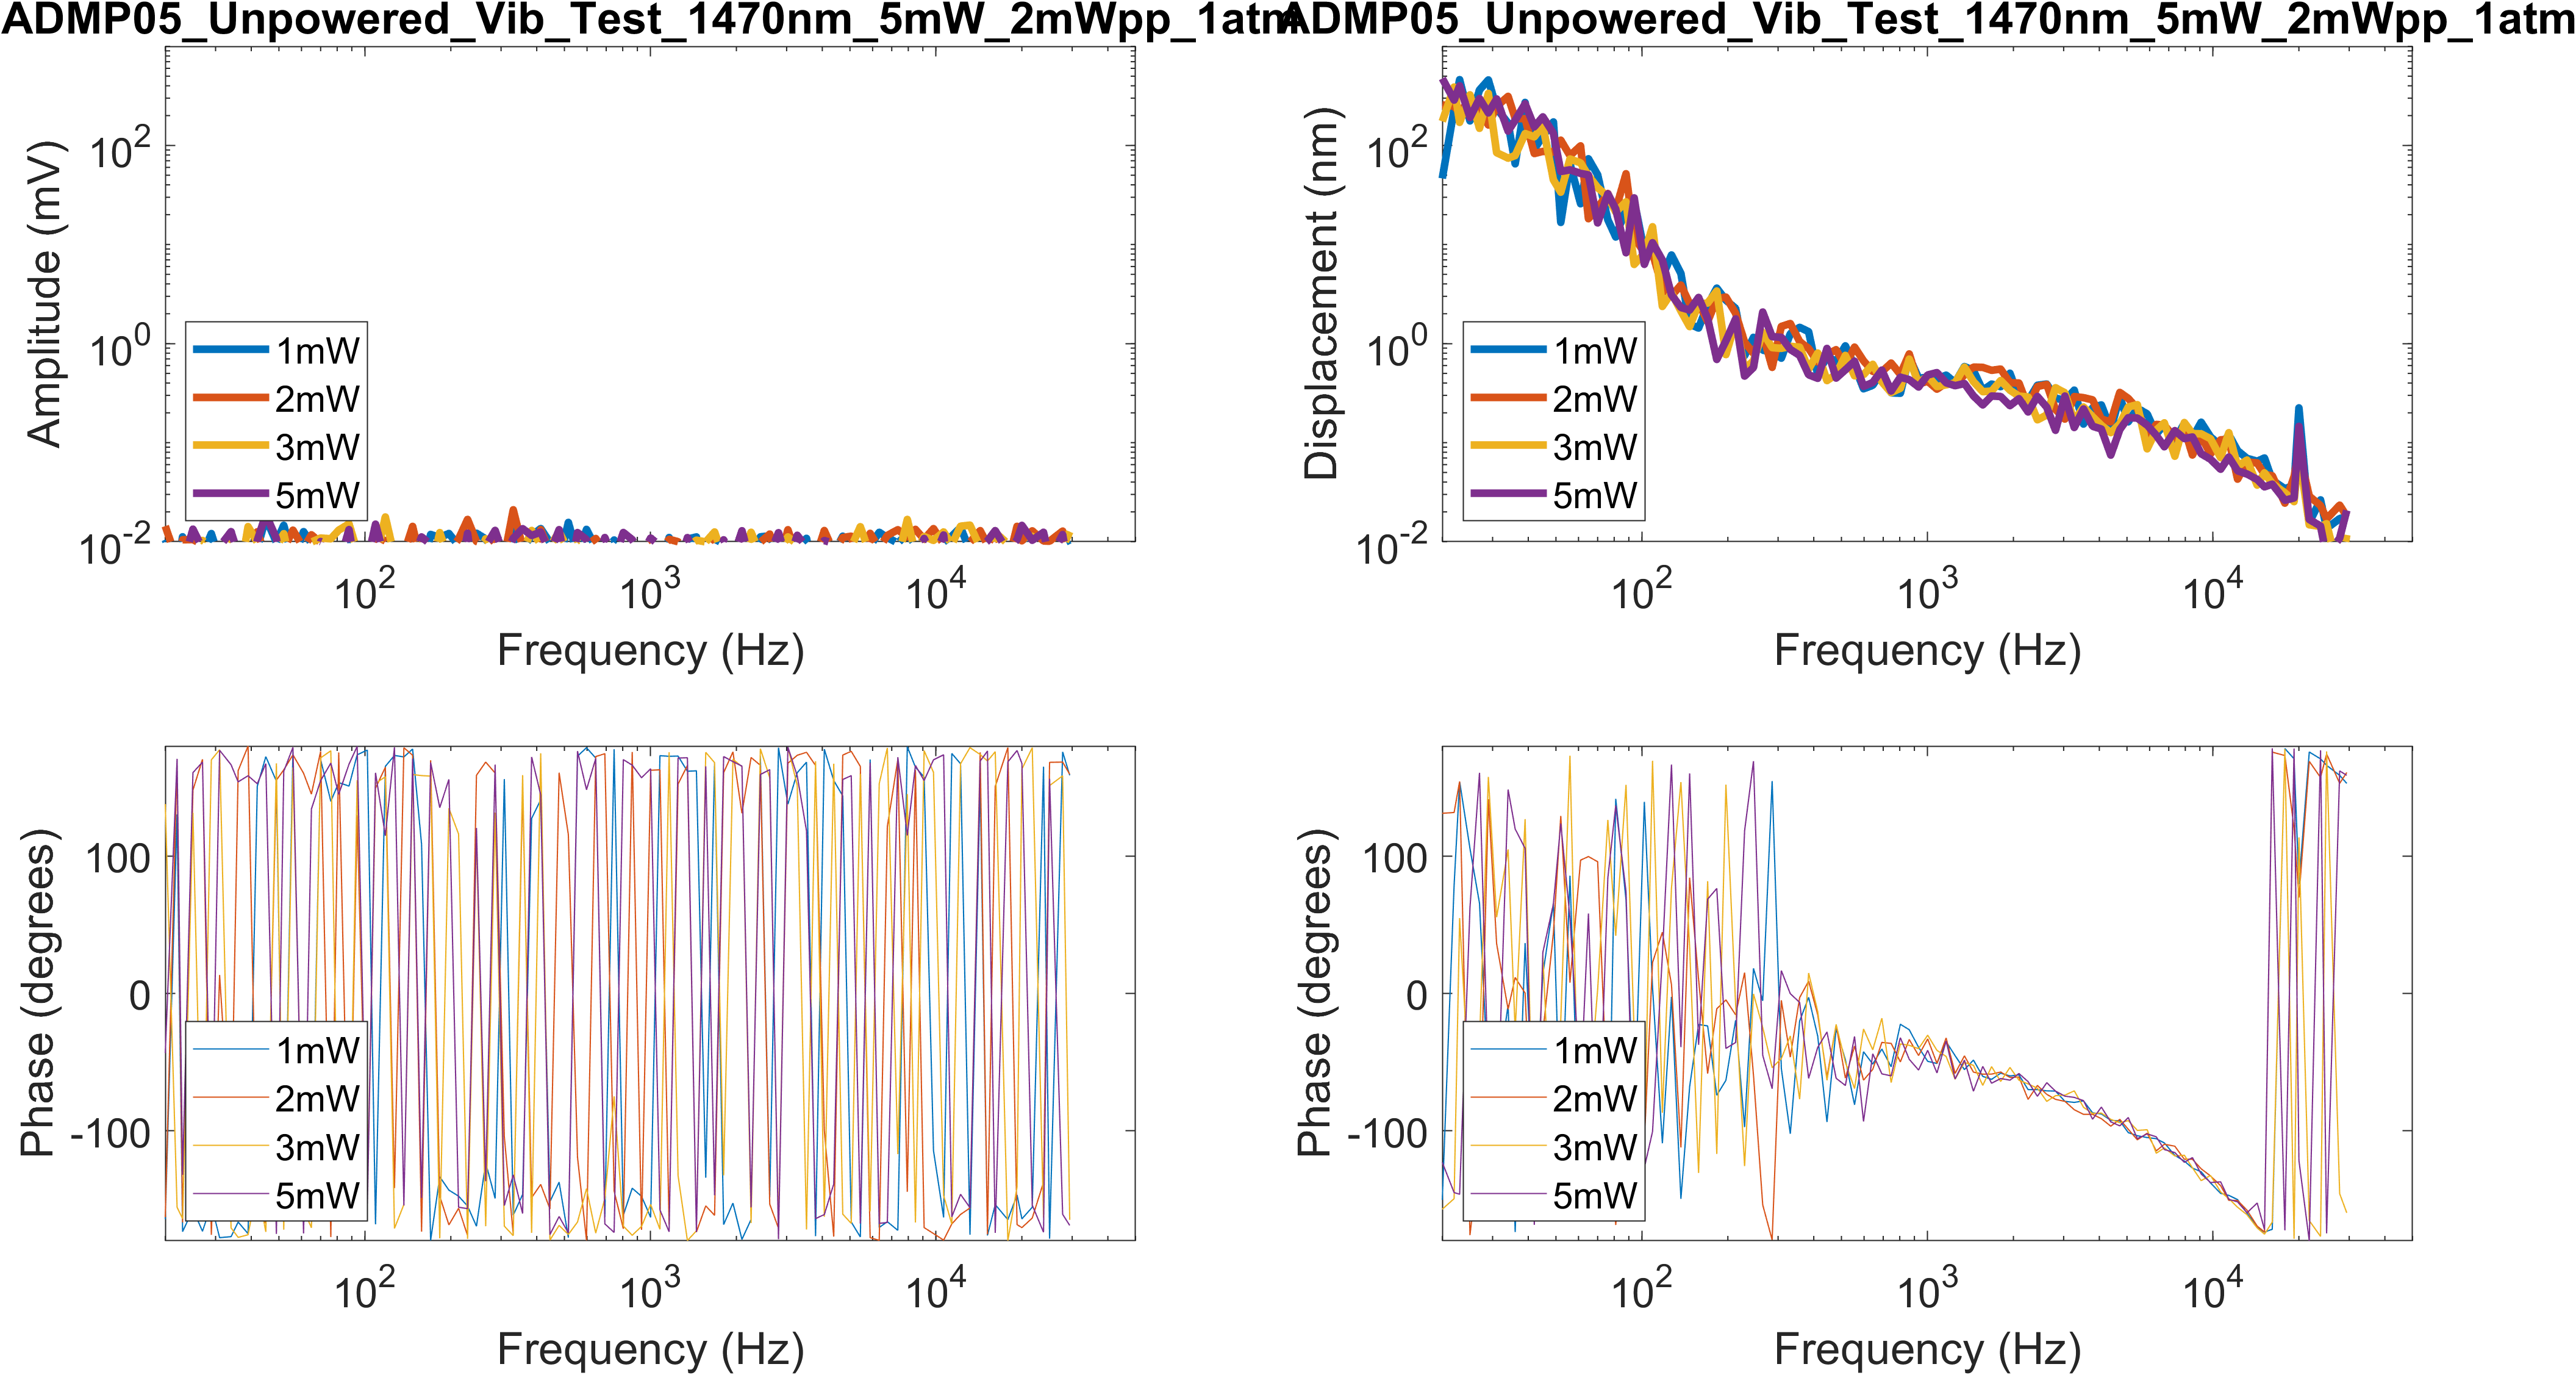 ADMP05_Unpowered_Vib_Test_1470nm_5mW_2mWpp_1atm
Amplitude (mV)
10^2
10^0
10^-2
1mW
2mW
3mW
5mW
10^2 10^3 10^4
Frequency (Hz)
ADMP05_Unpowered_Vib_Test_1470nm_5mW_2mWpp_1atm
Displacement (nm)
10^2
10^0
10^-2
1mW
2mW
3mW
5mW
10^2 10^3 10^4
Frequency (Hz)
Phase (degrees)
100
0
-100
1mW
2mW
3mW
5mW
10^2 10^3 10^4
Frequency (Hz)
Phase (degrees)
100
0
-100
1mW
2mW
3mW
5mW
10^2 10^3 10^4
Frequency (Hz)